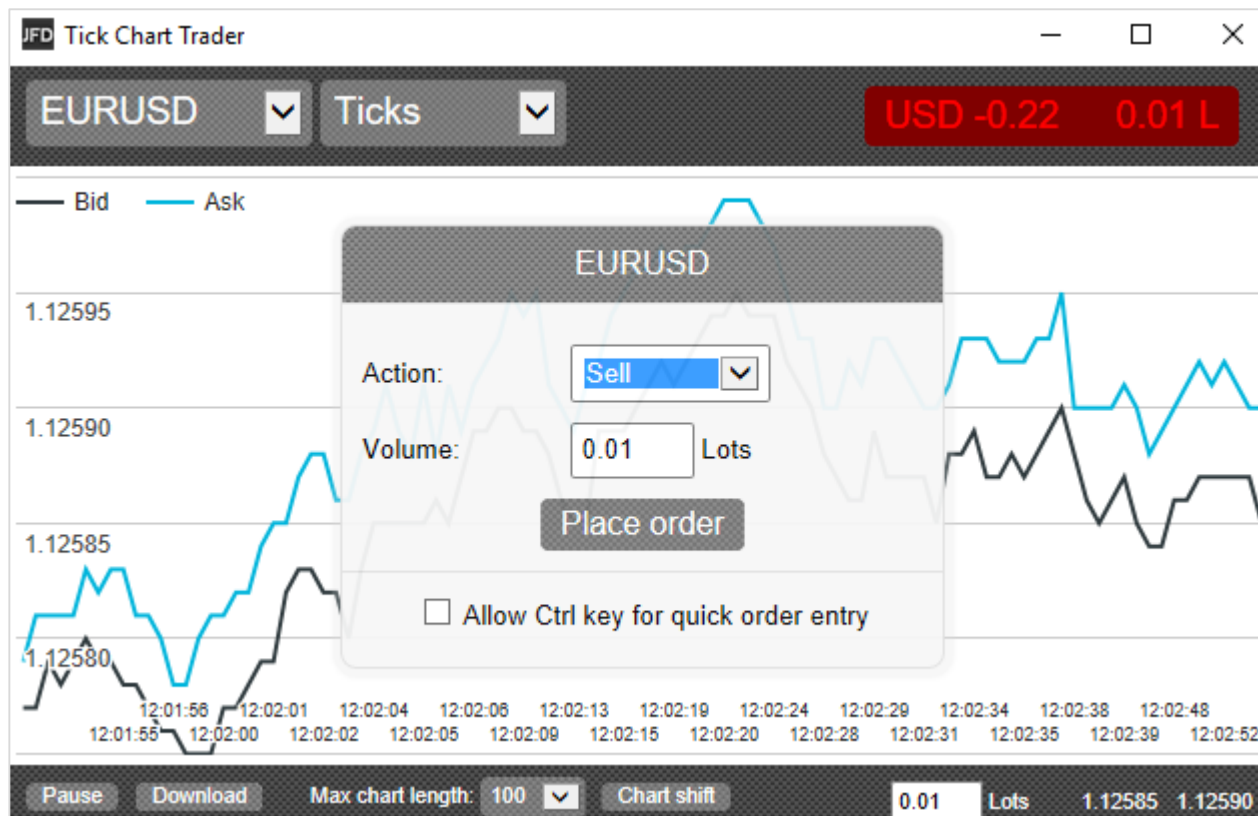 JFD Tick Chart Trader
EURUSD Ticks USD -0.22 0.01 L
Bid Ask
EURUSD
1.12595
Action: Sell
1.12590
Volume: 0.01 Lots
Place order
1.12585
Allow Ctrl key for quick order entry
1.12580
12:01:56 12:02:01 12:02:04 12:02:06 12:02:13 12:02:19 12:02:24 12:02:29 12:02:34 12:02:38 12:02:48
12:01:55 12:02:00 12:02:02 12:02:05 12:02:09 12:02:15 12:02:20 12:02:28 12:02:31 12:02:35 12:02:39 12:02:52
Pause Download Max chart length: 100 Chart shift 0.01 Lots 1.12585 1.12590